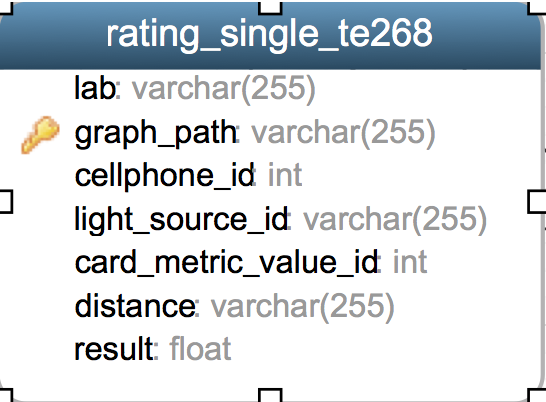 rating_single_te268
lab: varchar(255)
graph_path: varchar(255)
cellphone_id: int
light_source_id: varchar(255)
card_metric_value_id: int
distance: varchar(255)
result: float